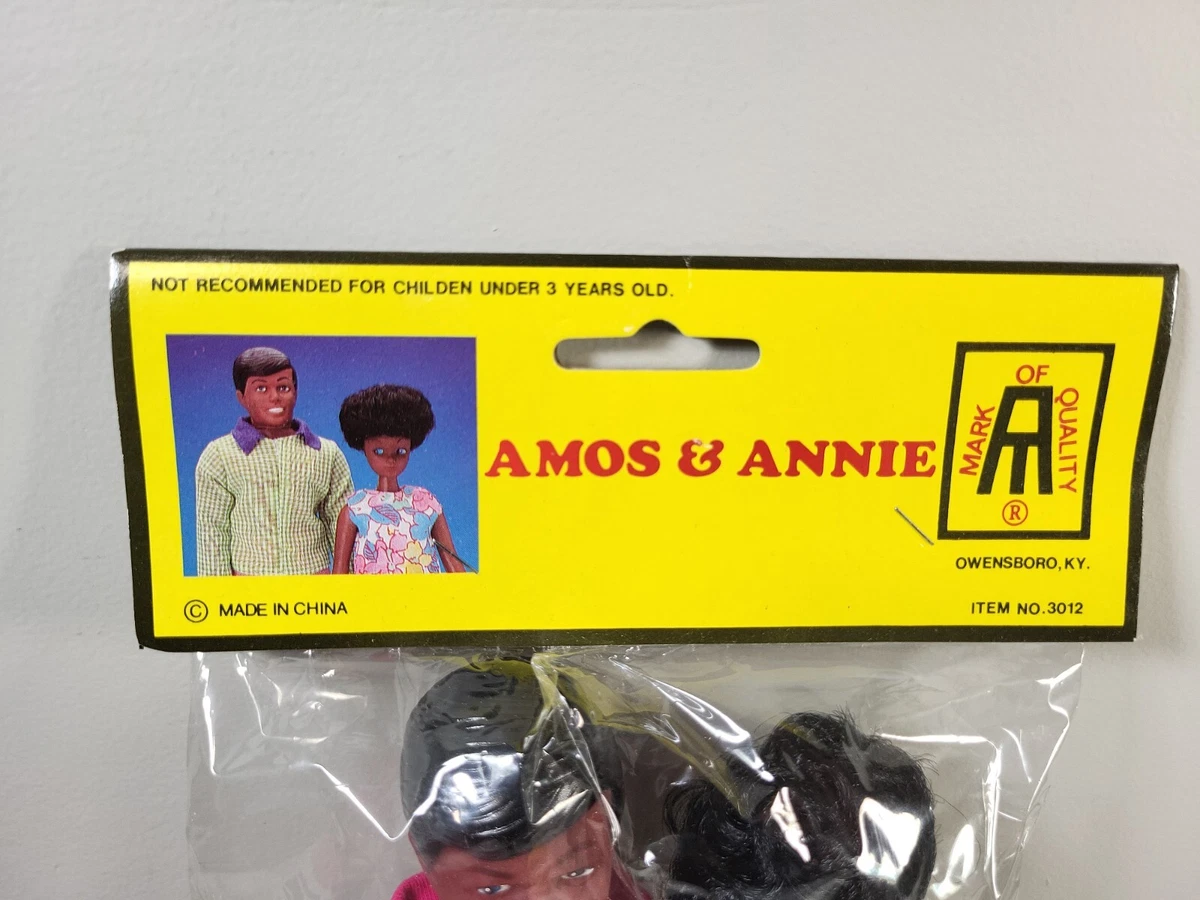 NOT RECOMMENDED FOR CHILDEN UNDER 3 YEARS OLD.
AMOS & ANNIE
MARK OF QUALITY
®
OWENSBORO, KY.
© MADE IN CHINA
ITEM NO.3012